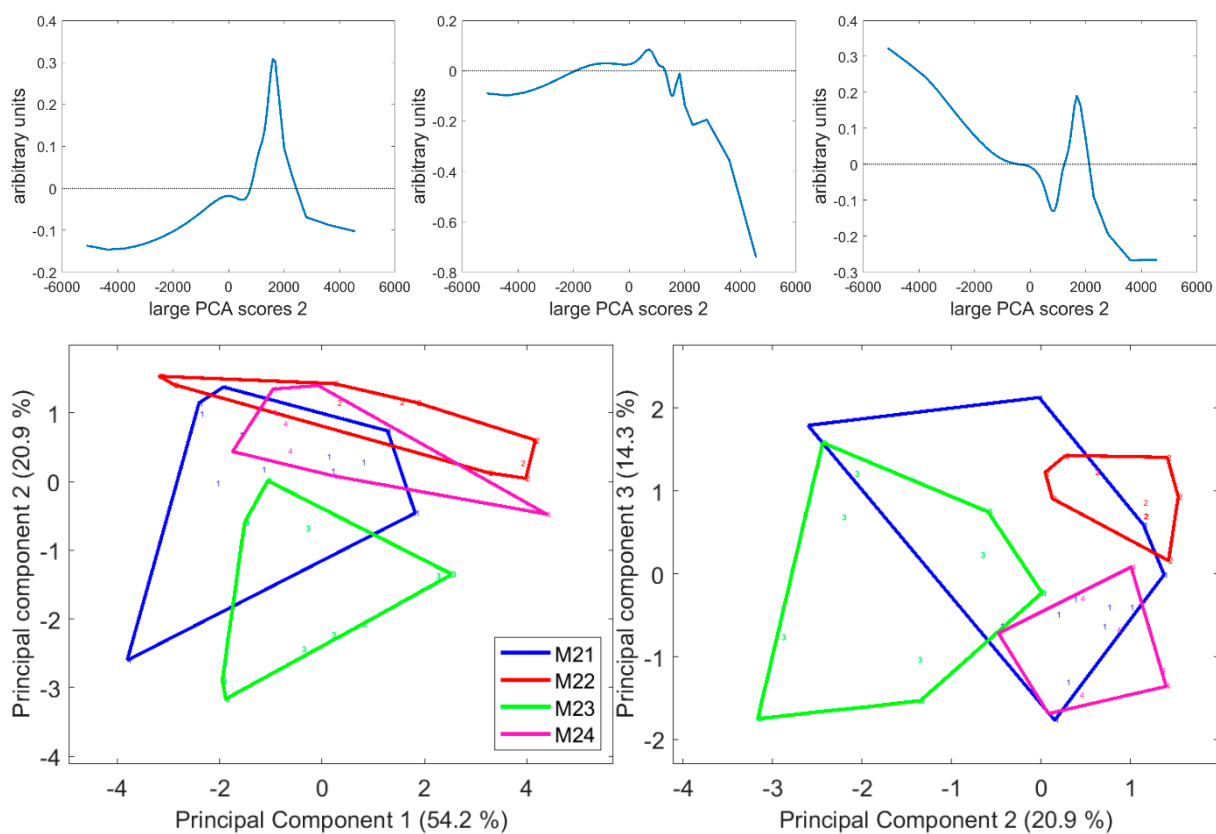 0.4
0.3
0.2
0.1
0
-0.1
-0.2
aribitrary units
-6000 -4000 -2000 0 2000 4000 6000
large PCA scores 2
0.2
0
-0.2
-0.4
-0.6
-0.8
aribitrary units
-6000 -4000 -2000 0 2000 4000 6000
large PCA scores 2
0.4
0.3
0.2
0.1
0
-0.1
-0.2
-0.3
aribitrary units
-6000 -4000 -2000 0 2000 4000 6000
large PCA scores 2
1
0
-1
-2
-3
-4
Principal component 2 (20.9 %)
M21
M22
M23
M24
-4 -2 0 2 4
Principal Component 1 (54.2 %)
2
1
0
-1
-2
Principal component 3 (14.3 %)
-4 -3 -2 -1 0 1
Principal Component 2 (20.9 %)